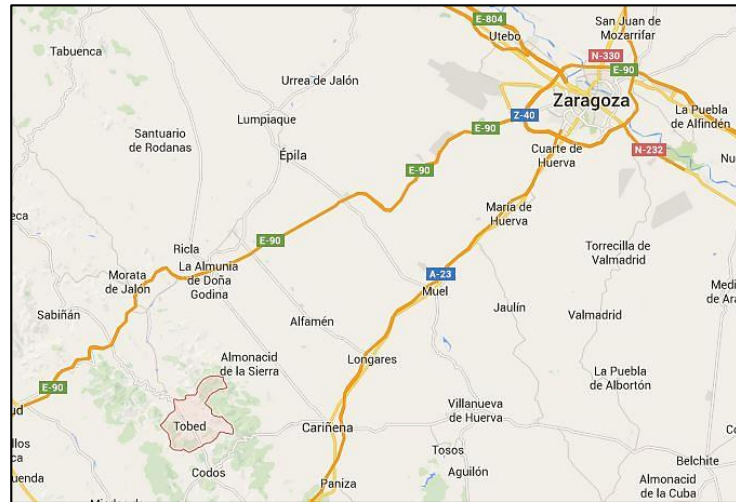 E-804
San Juan de
Mozarrifar
Utebo
Tabuenca
N-330
E-90
Urrea de Jalón
Zaragoza
La Puebla
de Alfindén
Lumpiaque
Z-40
Santuario
de Rodanas
E-90
Cuarte de
Huerva
N-232
Épila
E-90
María de
Huerva
Ricla
E-90
Torrecilla de
Valmadrid
La Almunia
de Doña
Godina
Morata
de Jalón
A-23
Muel
Sabiñán
Alfamén
Jaulín
Valmadrid
Almonacid
de la Sierra
Longares
La Puebla
de Albortón
E-90
Villanueva
de Huerva
Tobed
Cariñena
Tosos
Belchite
Codos
Aguilón
Almonacid
de la Cuba
Paniza